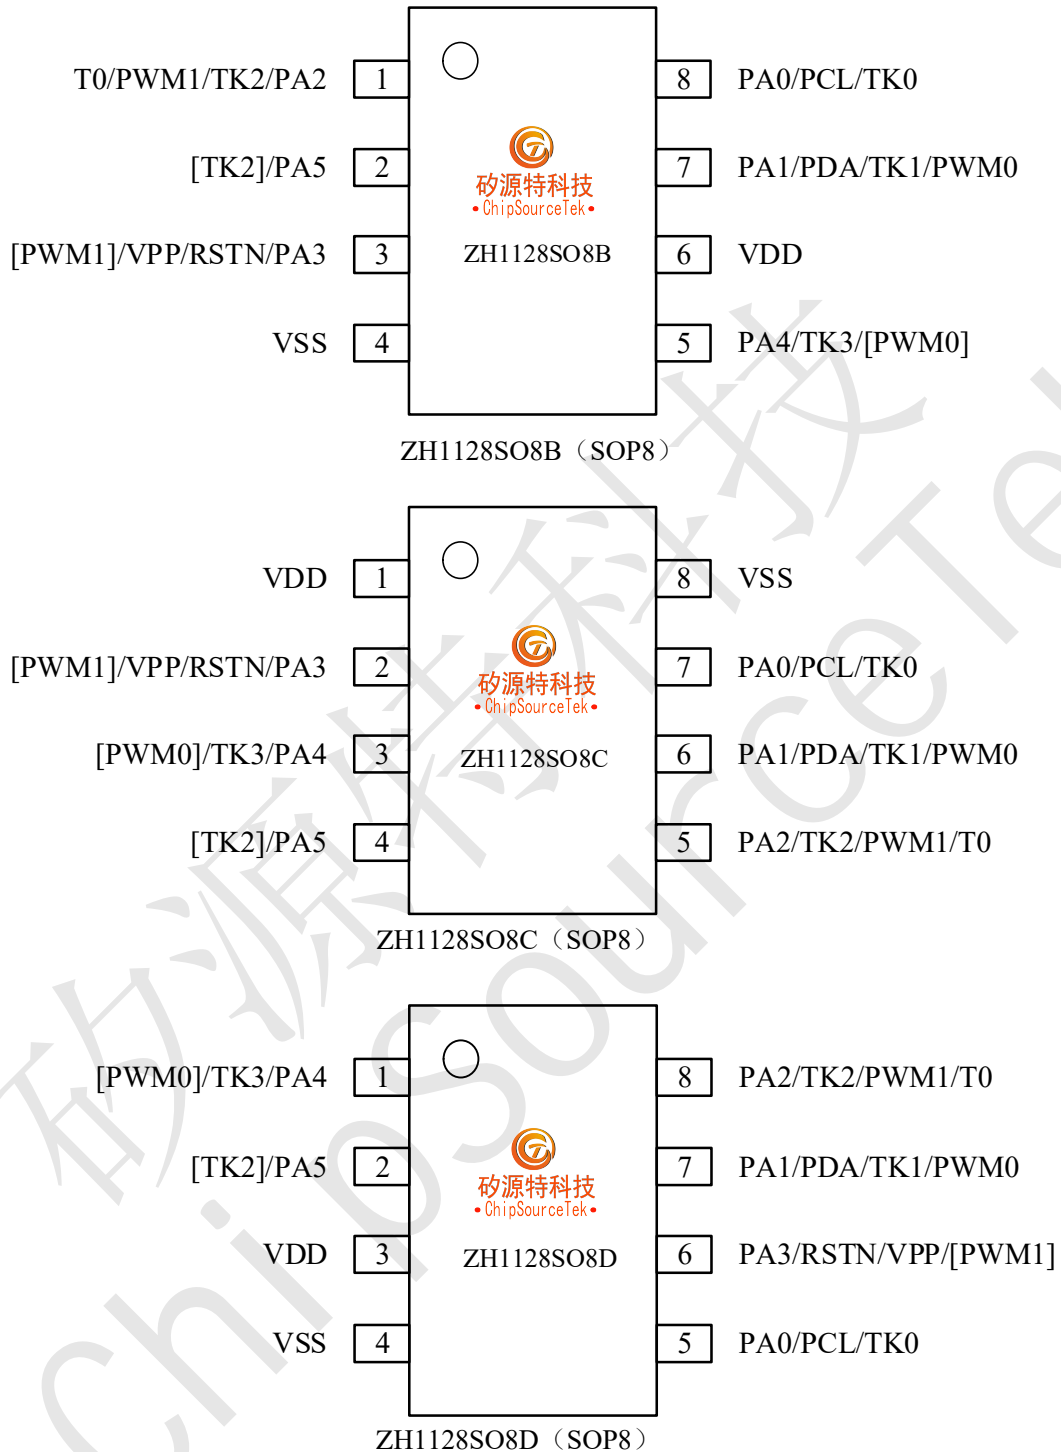 T0/PWM1/TK2/PA2 1 8 PA0/PCL/TK0
[TK2]/PA5 2 7 PA1/PDA/TK1/PWM0
矽源特科技
ChipSourceTek
[PWM1]/VPP/RSTN/PA3 3 ZH1128SO8B 6 VDD
VSS 4 5 PA4/TK3/[PWM0]
ZH1128SO8B（SOP8）
VDD 1 8 VSS
[PWM1]/VPP/RSTN/PA3 2 7 PA0/PCL/TK0
矽源特科技
ChipSourceTek
[PWM0]/TK3/PA4 3 ZH1128SO8C 6 PA1/PDA/TK1/PWM0
[TK2]/PA5 4 5 PA2/TK2/PWM1/T0
ZH1128SO8C（SOP8）
[PWM0]/TK3/PA4 1 8 PA2/TK2/PWM1/T0
[TK2]/PA5 2 7 PA1/PDA/TK1/PWM0
矽源特科技
ChipSourceTek
VDD 3 ZH1128SO8D 6 PA3/RSTN/VPP/[PWM1]
VSS 4 5 PA0/PCL/TK0
ZH1128SO8D（SOP8）
矽源特科技
ChipSourceTe